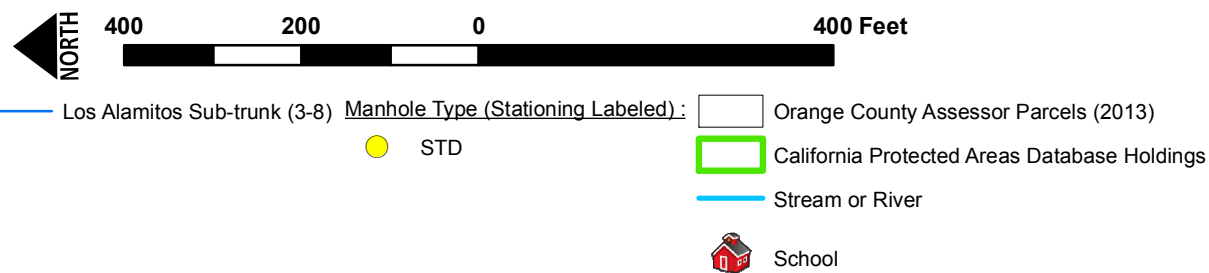 NORTH
400 200 0 400 Feet
Los Alamitos Sub-trunk (3-8)
Manhole Type (Stationing Labeled) :
STD
Orange County Assessor Parcels (2013)
California Protected Areas Database Holdings
Stream or River
School